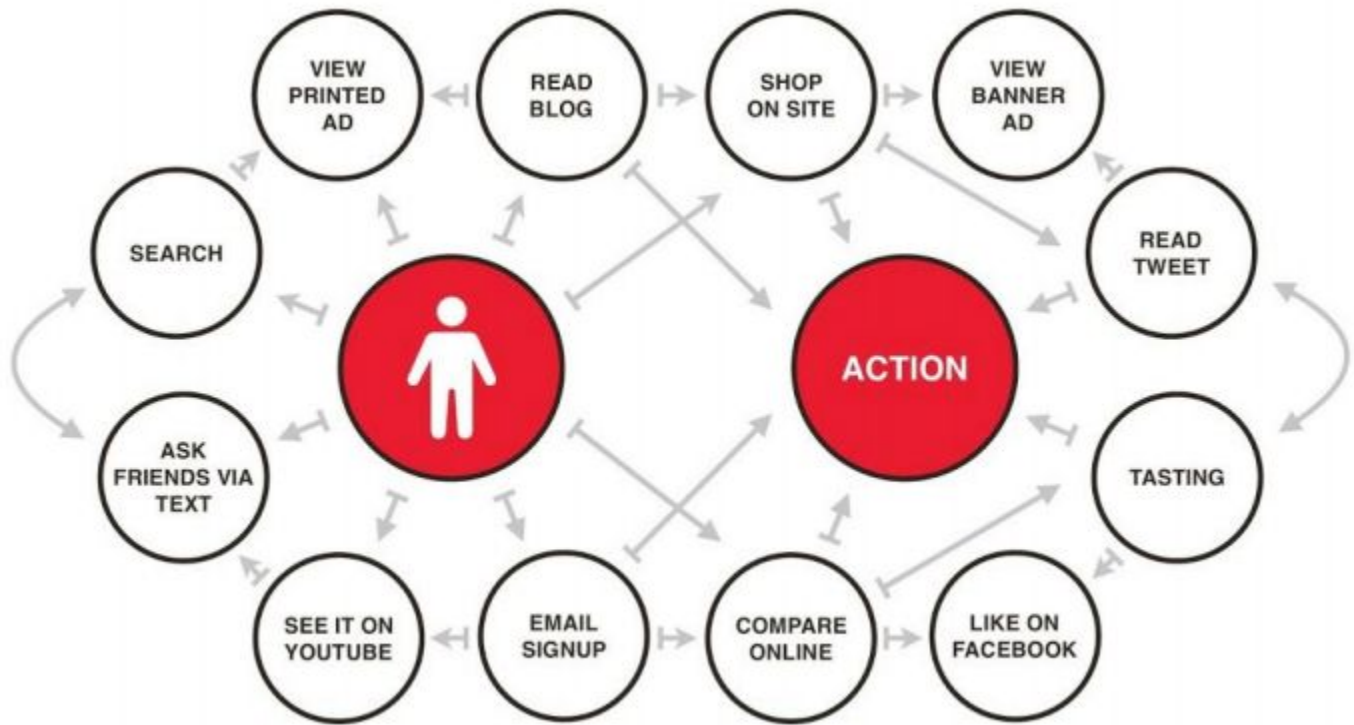 VIEW
PRINTED
AD
READ
BLOG
SHOP
ON SITE
VIEW
BANNER
AD
SEARCH
READ
TWEET
ACTION
ASK
FRIENDS VIA
TEXT
TASTING
SEE IT ON
YOUTUBE
EMAIL
SIGNUP
COMPARE
ONLINE
LIKE ON
FACEBOOK